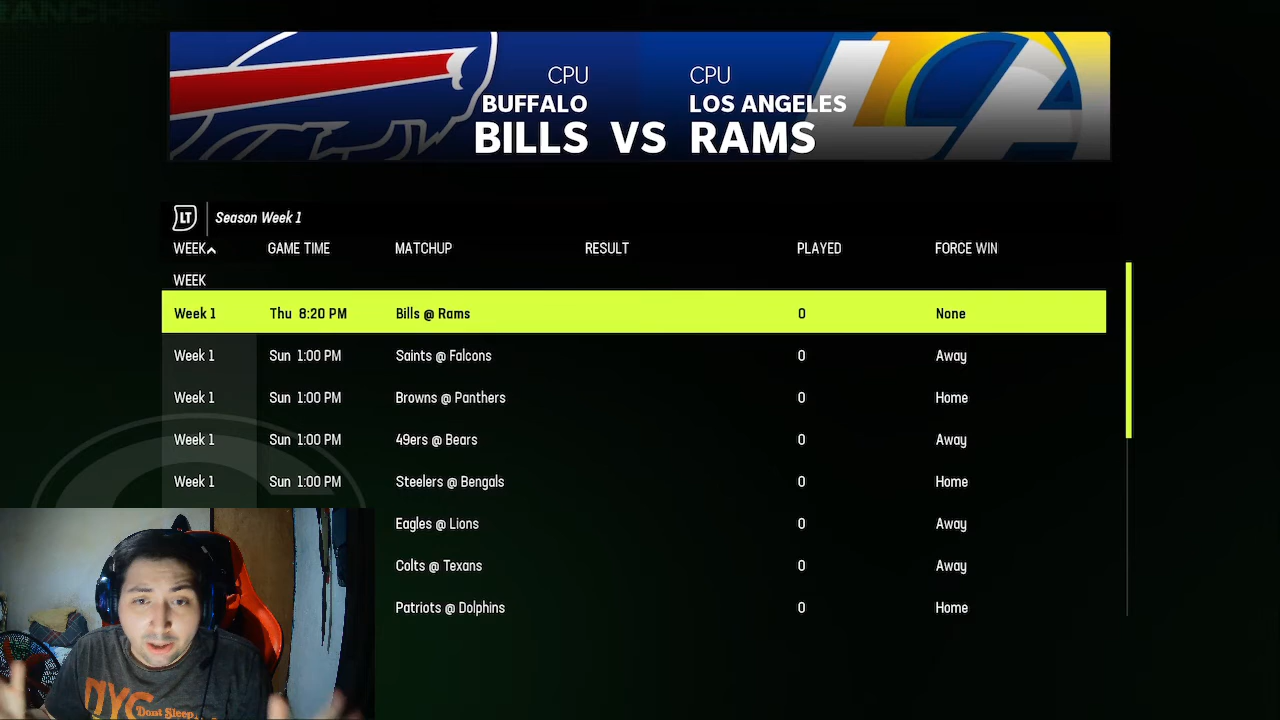 CPU CPU
BUFFALO LOS ANGELES
BILLS VS RAMS
LT Season Week 1
WEEK GAME TIME MATCHUP RESULT PLAYED FORCE WIN
WEEK
Week 1 Thu 8:20 PM Bills @ Rams 0 None
Week 1 Sun 1:00 PM Saints @ Falcons 0 Away
Week 1 Sun 1:00 PM Browns @ Panthers 0 Home
Week 1 Sun 1:00 PM 49ers @ Bears 0 Away
Week 1 Sun 1:00 PM Steelers @ Bengals 0 Home
Eagles @ Lions 0 Away
Colts @ Texans 0 Away
Patriots @ Dolphins 0 Home
NYC
Dont Sleep